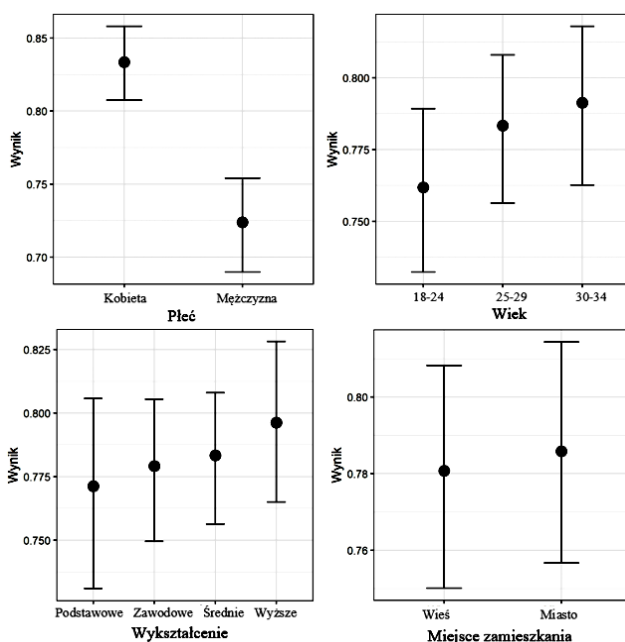 Wynik
0.85
0.80
0.75
0.70
Kobieta Mężczyzna
Płeć
Wynik
0.800
0.775
0.750
18-24 25-29 30-34
Wiek
Wynik
0.825
0.800
0.775
0.750
Podstawowe Zawodowe Średnie Wyższe
Wykształcenie
Wynik
0.80
0.78
0.76
Wieś Miasto
Miejsce zamieszkania